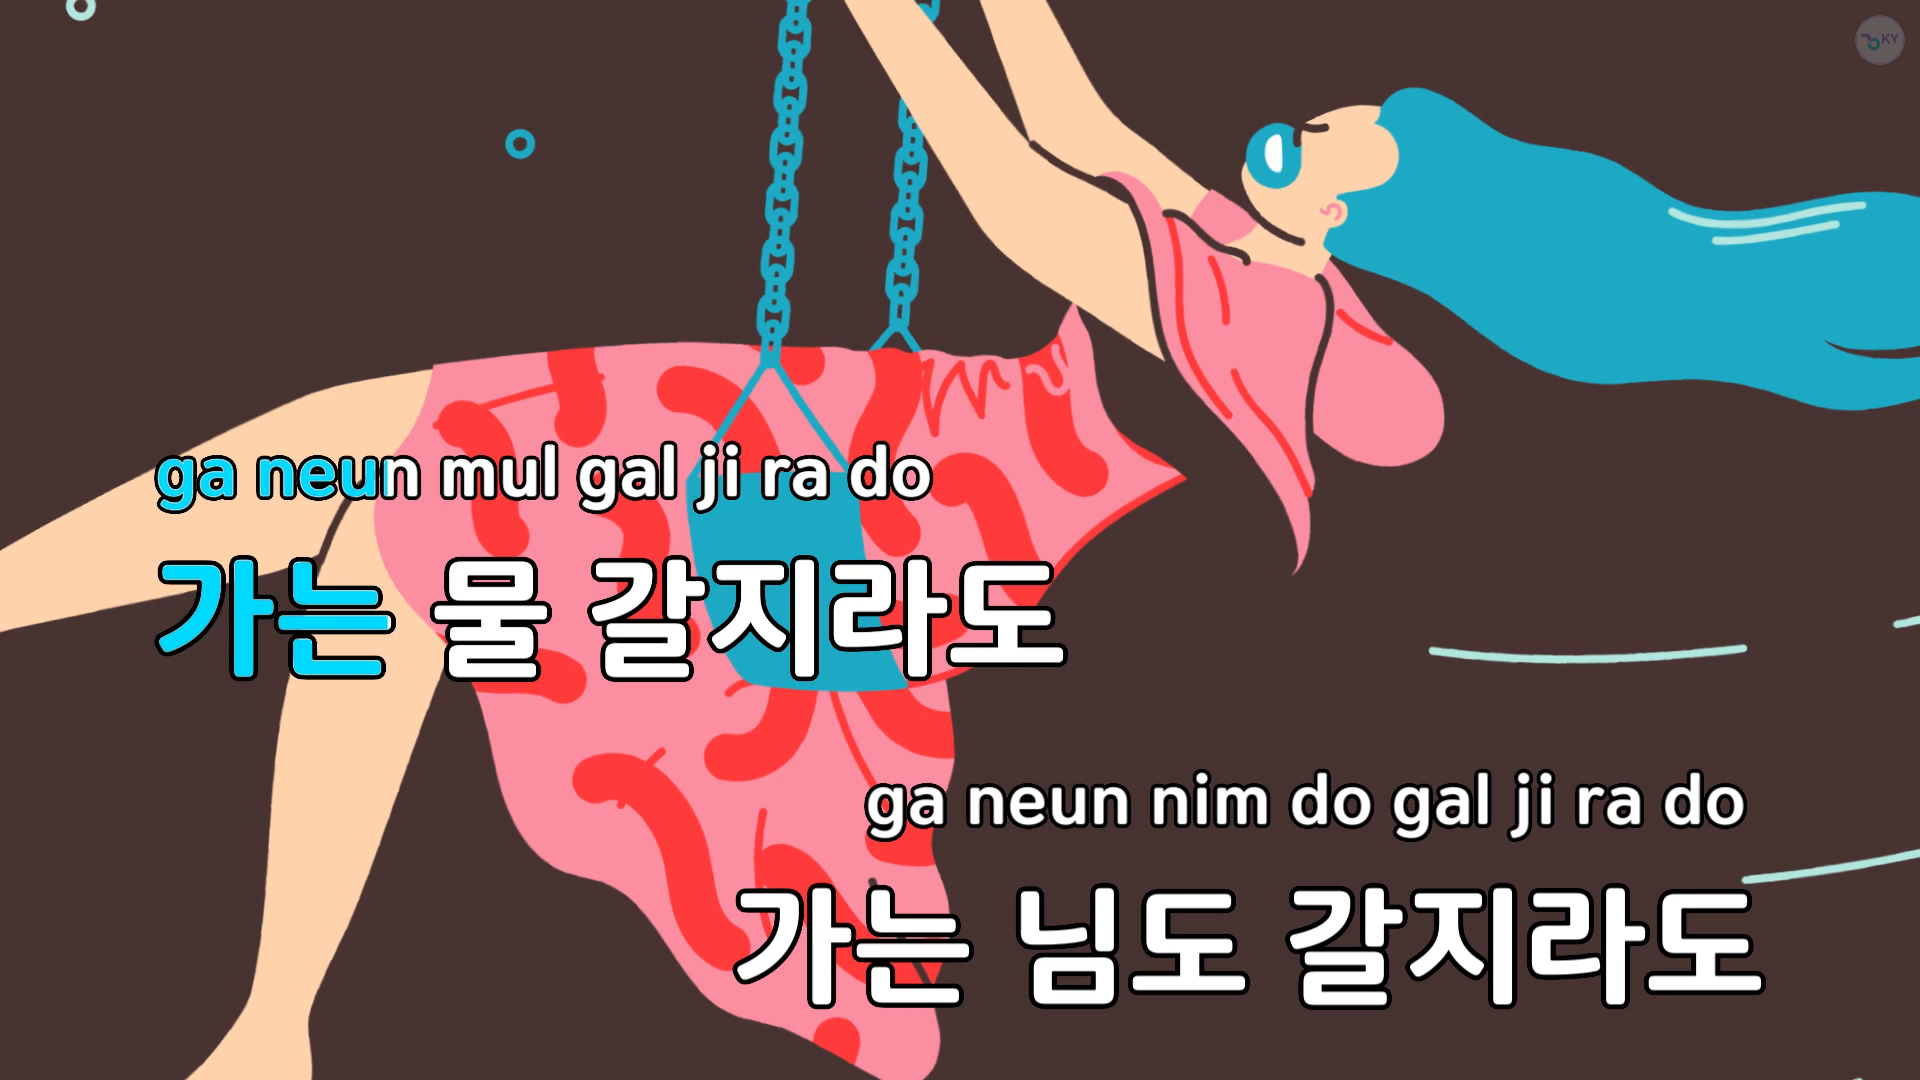 KY
ga neun mul gal ji ra do
가는 물 갈지라도
ga neun nim do gal ji ra do
가는 님도 갈지라도